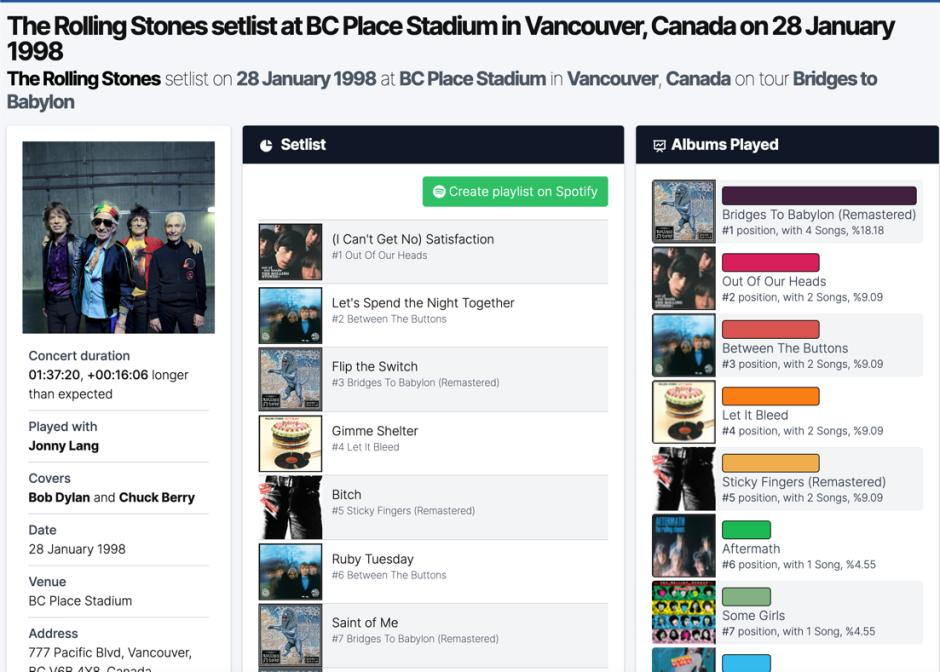 The Rolling Stones setlist at BC Place Stadium in Vancouver, Canada on 28 January
1998
The Rolling Stones setlist on 28 January 1998 at BC Place Stadium in Vancouver, Canada on tour Bridges to
Babylon
Concert duration
01:37:20, +00:16:06 longer
than expected
Played with
Jonny Lang
Covers
Bob Dylan and Chuck Berry
Date
28 January 1998
Venue
BC Place Stadium
Address
777 Pacific Blvd, Vancouver,
BC V6B 4Y8, Canada
Setlist
Create playlist on Spotify
(I Can't Get No) Satisfaction
#1 Out Of Our Heads
Let's Spend the Night Together
#2 Between The Buttons
Flip the Switch
#3 Bridges To Babylon (Remastered)
Gimme Shelter
#4 Let It Bleed
Bitch
#5 Sticky Fingers (Remastered)
Ruby Tuesday
#6 Between The Buttons
Saint of Me
#7 Bridges To Babylon (Remastered)
Albums Played
Bridges To Babylon (Remastered)
#1 position, with 4 Songs, %18.18
Out Of Our Heads
#2 position, with 2 Songs, %9.09
Between The Buttons
#3 position, with 2 Songs, %9.09
Let It Bleed
#4 position, with 2 Songs, %9.09
Sticky Fingers (Remastered)
#5 position, with 2 Songs, %9.09
AFTERMATH
Aftermath
#6 position, with 1 Song, %4.55
Some Girls
#7 position, with 1 Song, %4.55